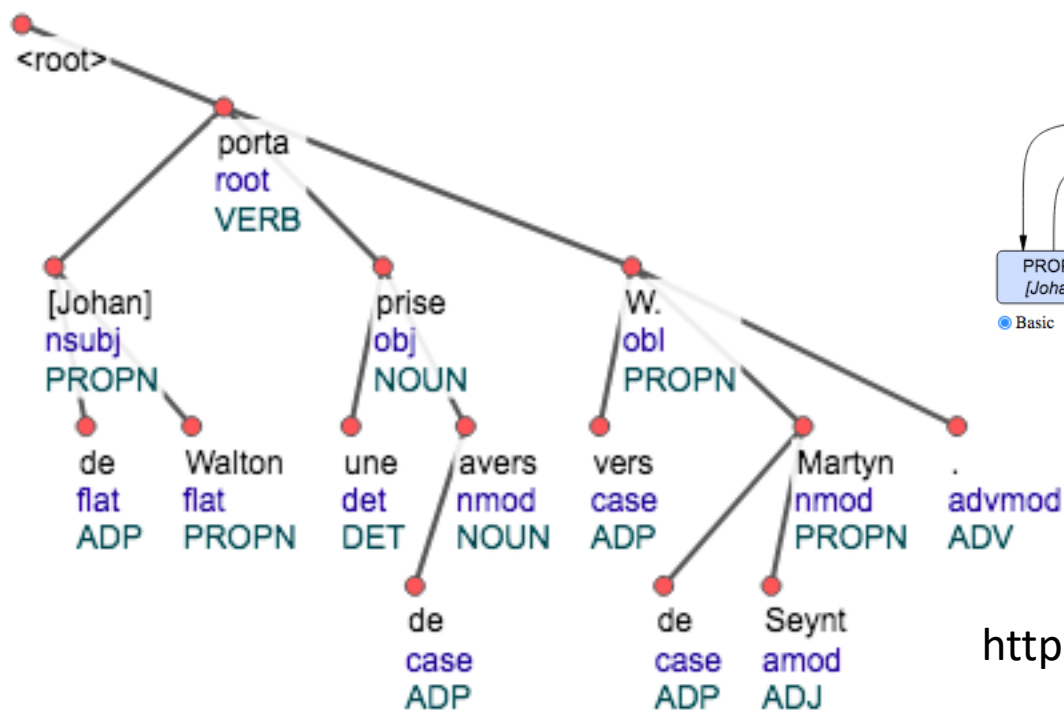 <root>
porta
root
VERB
[Johan]
nsubj
PROPN
prise
obj
NOUN
W.
obl
PROPN
de
flat
ADP
Walton
flat
PROPN
une
det
DET
avers
nmod
NOUN
vers
case
ADP
Martyn
nmod
PROPN
.
advmod
ADV
de
case
ADP
de
case
ADP
Seynt
amod
ADJ
Basic
http